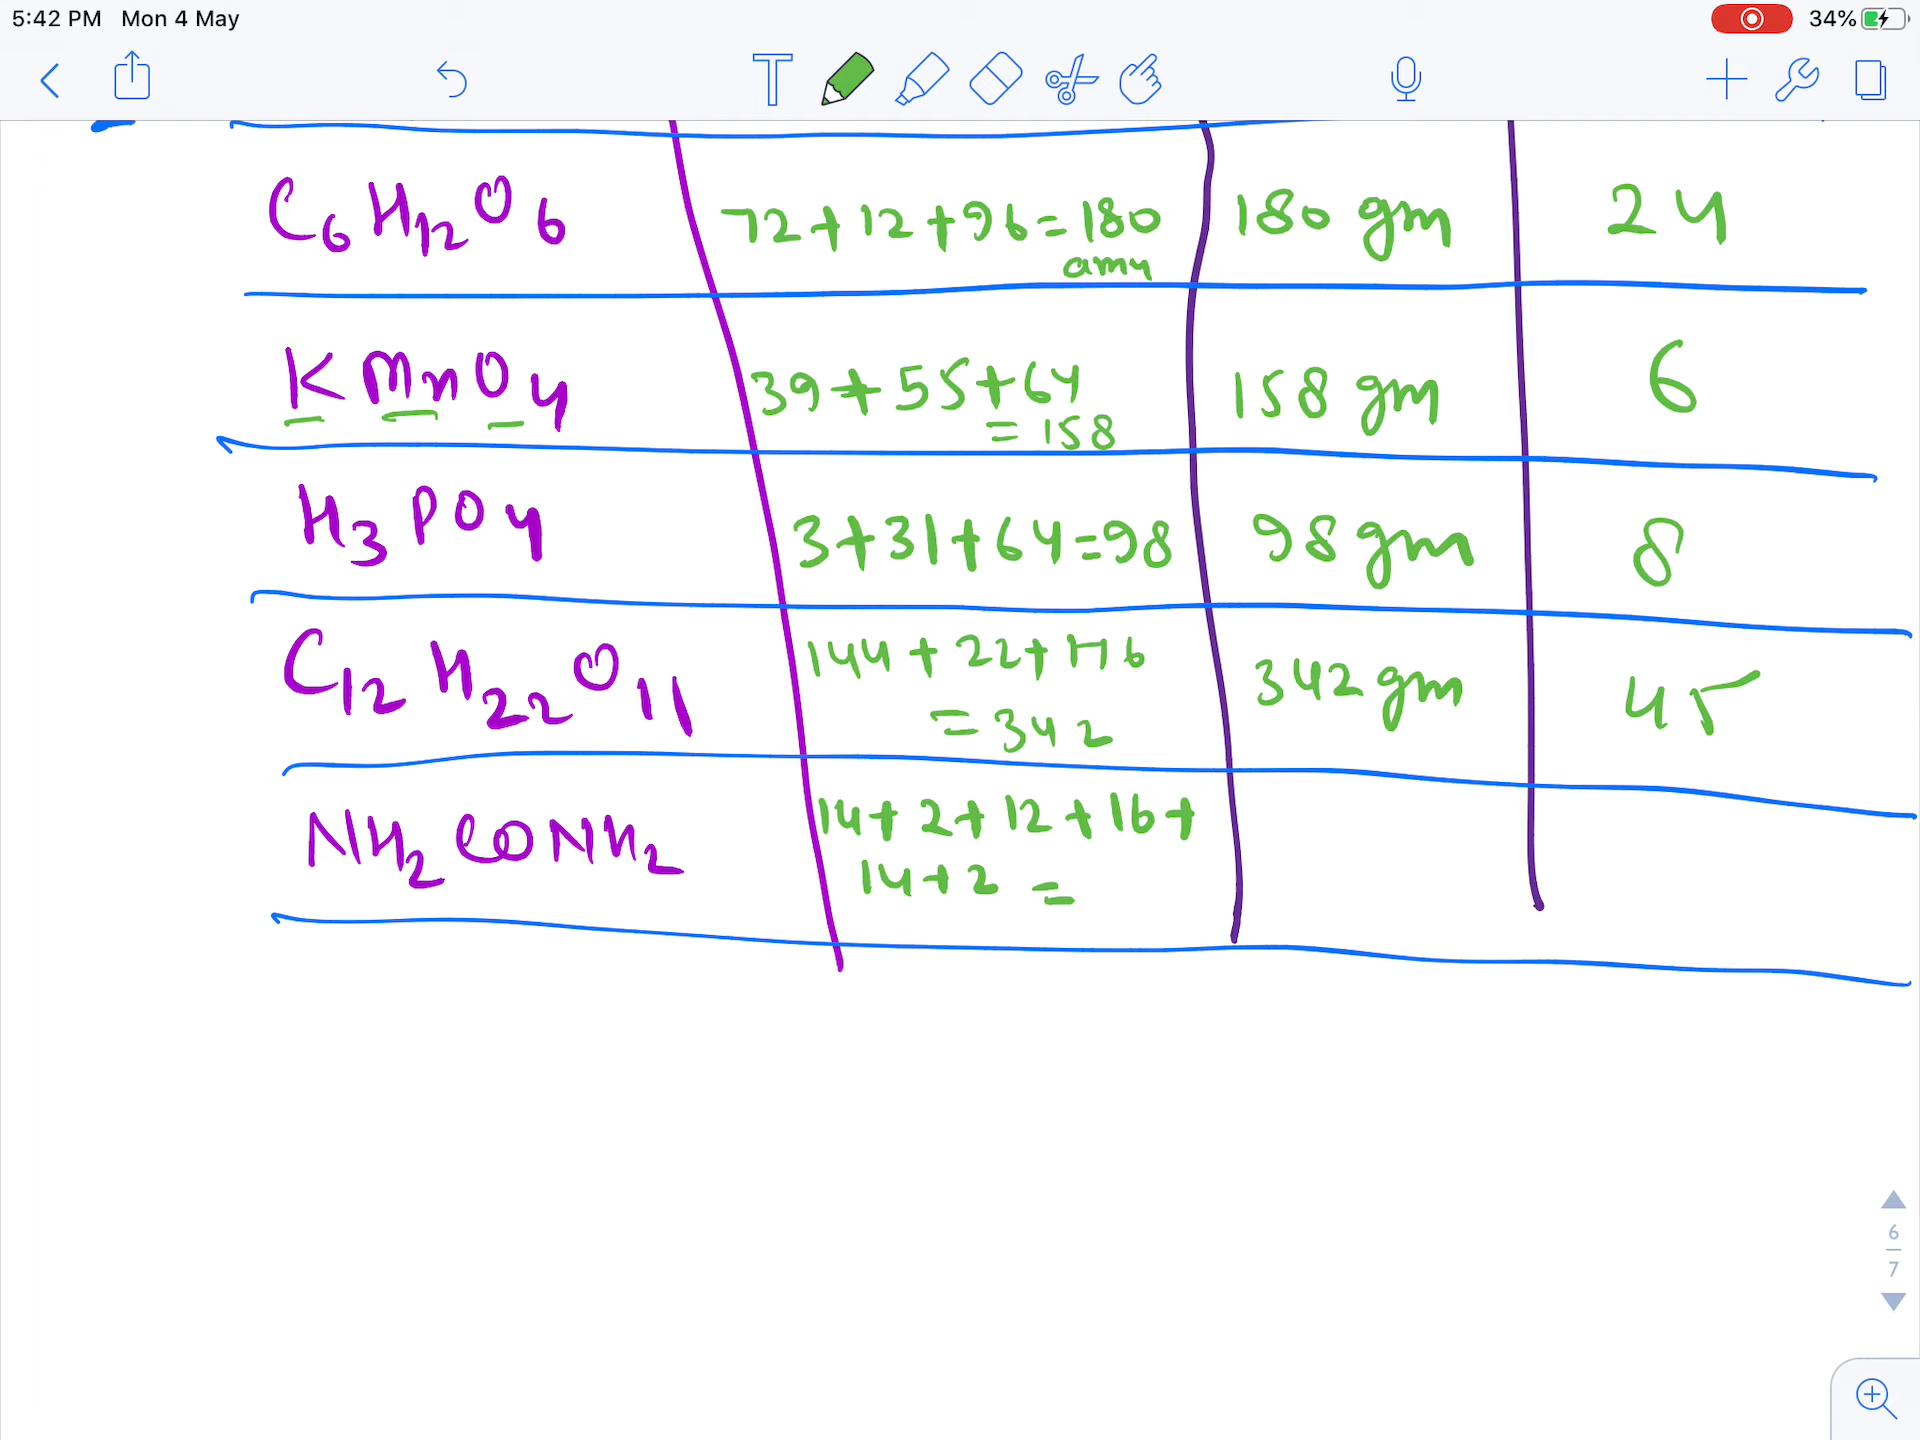 5:42 PM Mon 4 May
34%
T
C6H12O6 72+12+96=180 180 gm 24
amu
KMnO4 39+55+64 158 gm 6
= 158
H3PO4 3+31+64=98 98 gm 8
C12H22O11 144+22+176 342 gm 45
= 342
NH2CONH2 14+2+12+16+
14+2 =
6
7